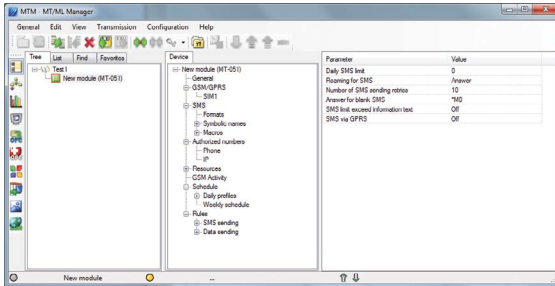 MTM - MT/ML Manager
General Edit View Transmission Configuration Help
Tree List Find Favorites
Test I
New module (MT-051)
Device
New module (MT-051)
General
GSM/GPRS
SIM1
SMS
Formats
Symbolic names
Macros
Authorized numbers
Phone
IP
Resources
GSM Activity
Schedule
Daily profiles
Weekly schedule
Rules
SMS sending
Data sending
Parameter Value
Daily SMS limit 0
Roaming for SMS Answer
Number of SMS sending retries 10
Answer for blank SMS *M0
SMS limit exceed information text Off
SMS via GPRS Off
New module --